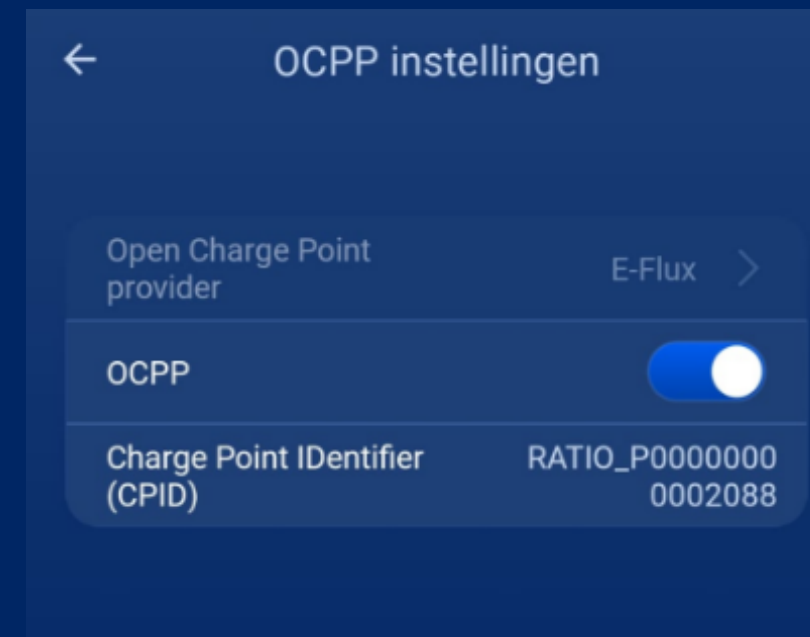 OCPP instellingen
Open Charge Point
provider
E-Flux
OCPP
Charge Point IDentifier
(CPID)
RATIO_P0000000
0002088